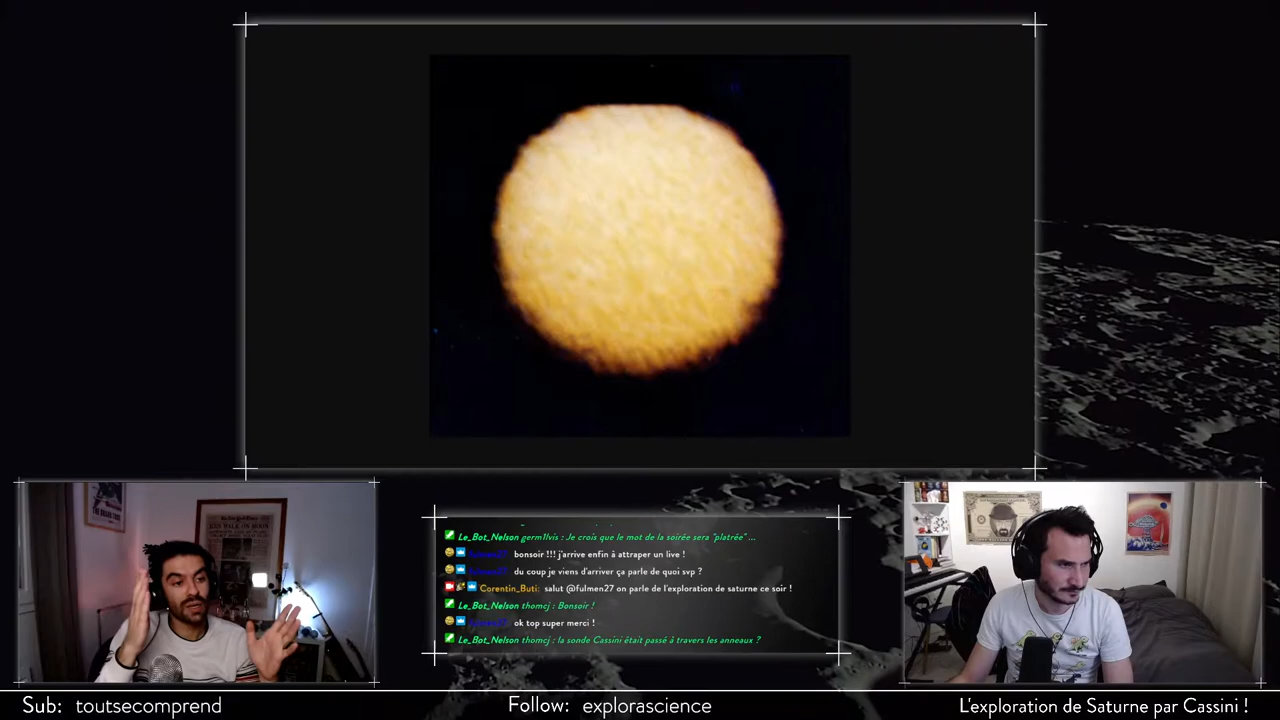 Le_Bot_Nelson germ1lvis : Je crois que le mot de la soirée sera "platrée" ...
fulmen27: bonsoir !!! j'arrive enfin à attraper un live !
fulmen27: du coup je viens d'arriver ça parle de quoi svp ?
Corentin_Buti: salut @fulmen27 on parle de l'exploration de saturne ce soir !
Le_Bot_Nelson thomcj : Bonsoir !
fulmen27: ok top super merci !
Le_Bot_Nelson thomcj : la sonde Cassini était passé à travers les anneaux ?
Sub: toutsecomprend
Follow: explorascience
L'exploration de Saturne par Cassini !